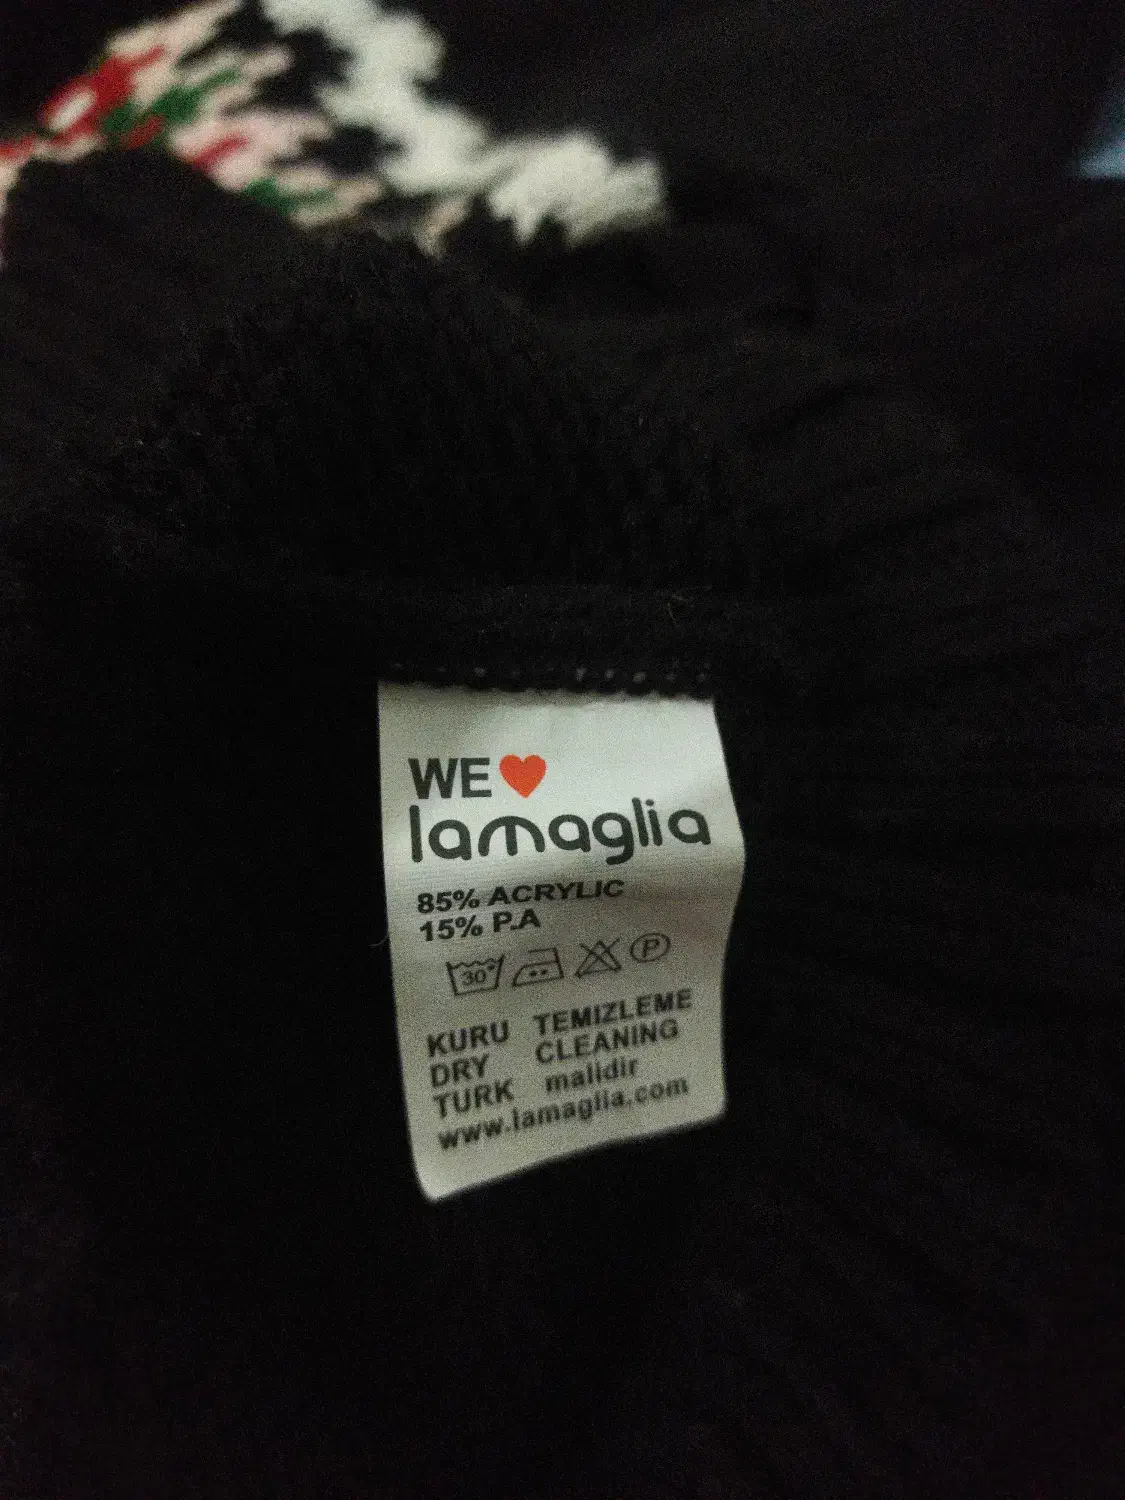 WE ❤
lamaglia
85% ACRYLIC
15% P.A
30° P
KURU TEMIZLEME
DRY CLEANING
TURK malidir
www.lamaglia.com